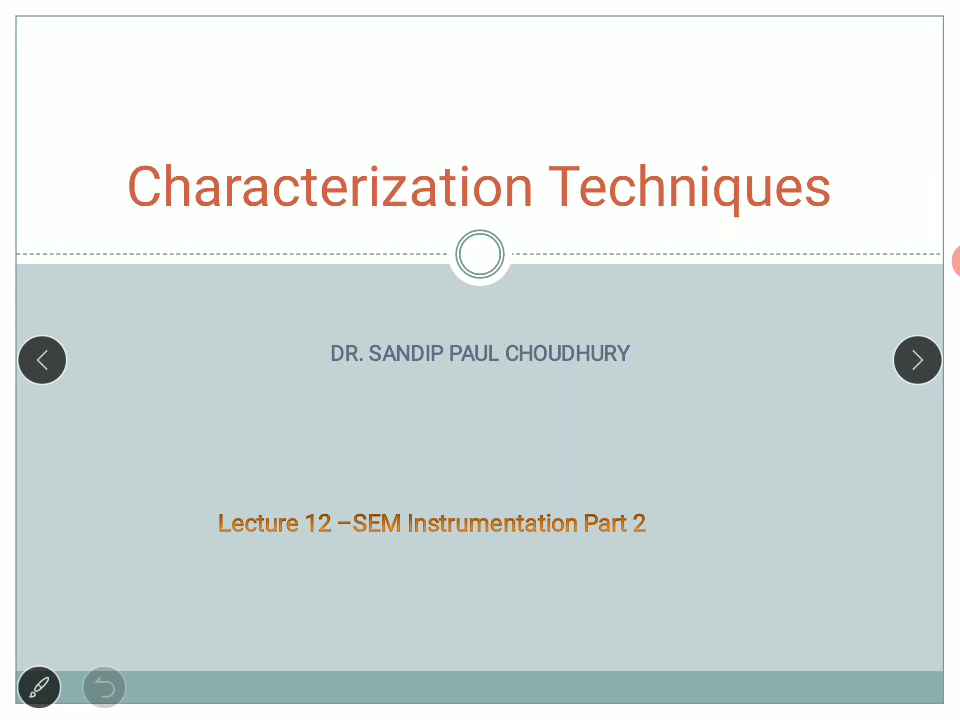 Characterization Techniques
DR. SANDIP PAUL CHOUDHURY
Lecture 12 –SEM Instrumentation Part 2